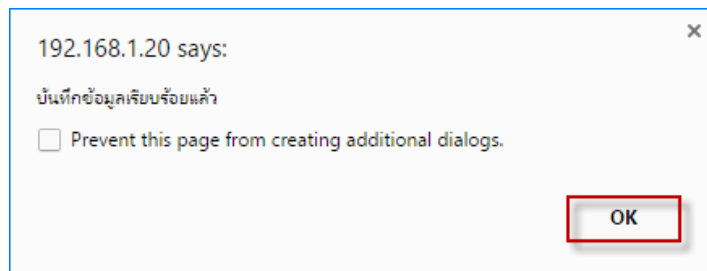 192.168.1.20 says:
บันทึกข้อมูลเรียบร้อยแล้ว
Prevent this page from creating additional dialogs.
OK